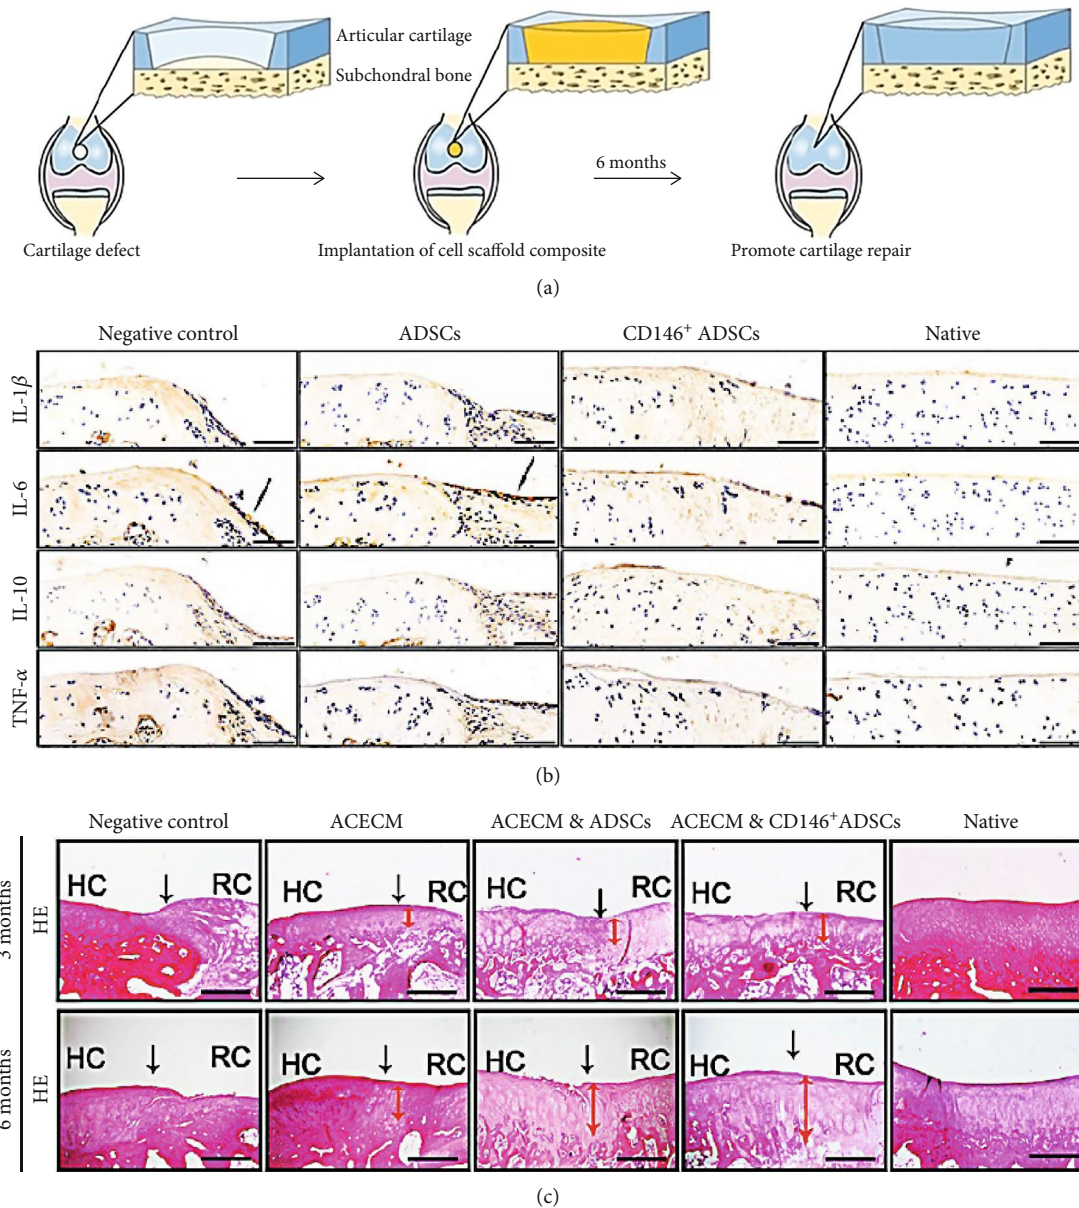 Articular cartilage
Subchondral bone
6 months
Cartilage defect
Implantation of cell scaffold composite
Promote cartilage repair
(a)
Negative control ADSCs CD146⁺ ADSCs Native
IL-1β
IL-6
IL-10
TNF-α
(b)
Negative control ACECM ACECM & ADSCs ACECM & CD146⁺ADSCs Native
3 months
HE
HC RC HC RC HC RC HC RC
6 months
HE
HC RC HC RC HC RC HC RC
(c)